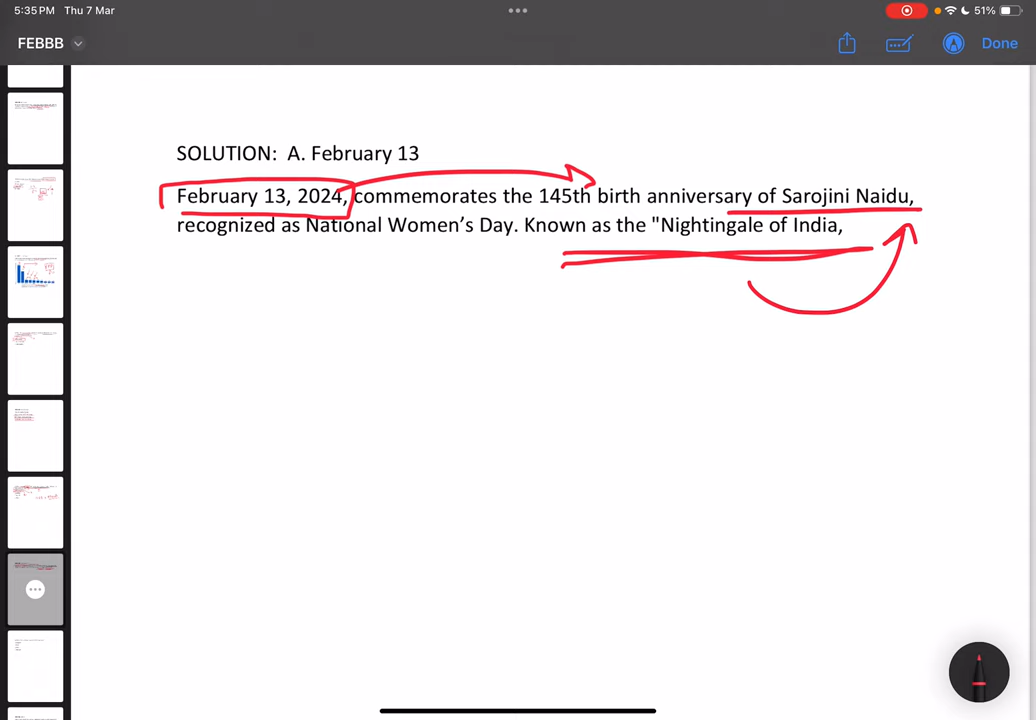 5:35 PM Thu 7 Mar
51%
FEBBB
Done
SOLUTION: A. February 13
February 13, 2024, commemorates the 145th birth anniversary of Sarojini Naidu,
recognized as National Women’s Day. Known as the "Nightingale of India,